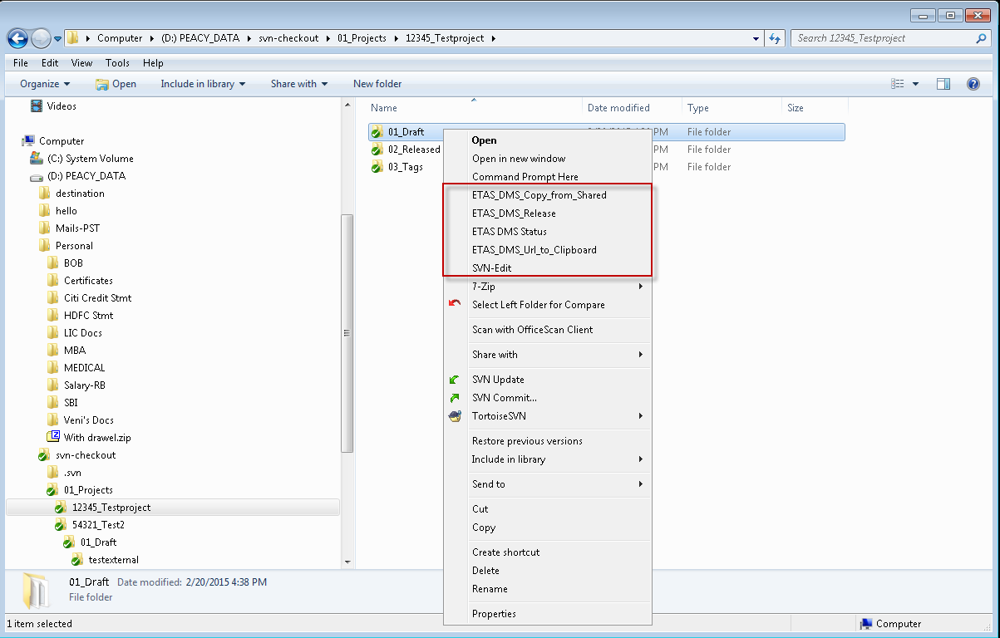 Computer ▸ (D:) PEACY_DATA ▸ svn-checkout ▸ 01_Projects ▸ 12345_Testproject ▸
Search 12345_Testproject
File Edit View Tools Help
Organize Open Include in library Share with New folder
Videos
Computer
(C:) System Volume
(D:) PEACY_DATA
destination
hello
Mails-PST
Personal
BOB
Certificates
Citi Credit Stmt
HDFC Stmt
LIC Docs
MBA
MEDICAL
Salary-RB
SBI
Veni's Docs
With drawel.zip
svn-checkout
.svn
01_Projects
12345_Testproject
54321_Test2
01_Draft
testexternal
Name Date modified Type Size
01_Draft PM File folder
02_Released PM File folder
03_Tags PM File folder
Open
Open in new window
Command Prompt Here
ETAS_DMS_Copy_from_Shared
ETAS_DMS_Release
ETAS DMS Status
ETAS_DMS_Url_to_Clipboard
SVN-Edit
7-Zip
Select Left Folder for Compare
Scan with OfficeScan Client
Share with
SVN Update
SVN Commit...
TortoiseSVN
Restore previous versions
Include in library
Send to
Cut
Copy
Create shortcut
Delete
Rename
Properties
01_Draft Date modified: 2/20/2015 4:38 PM
File folder
1 item selected
Computer